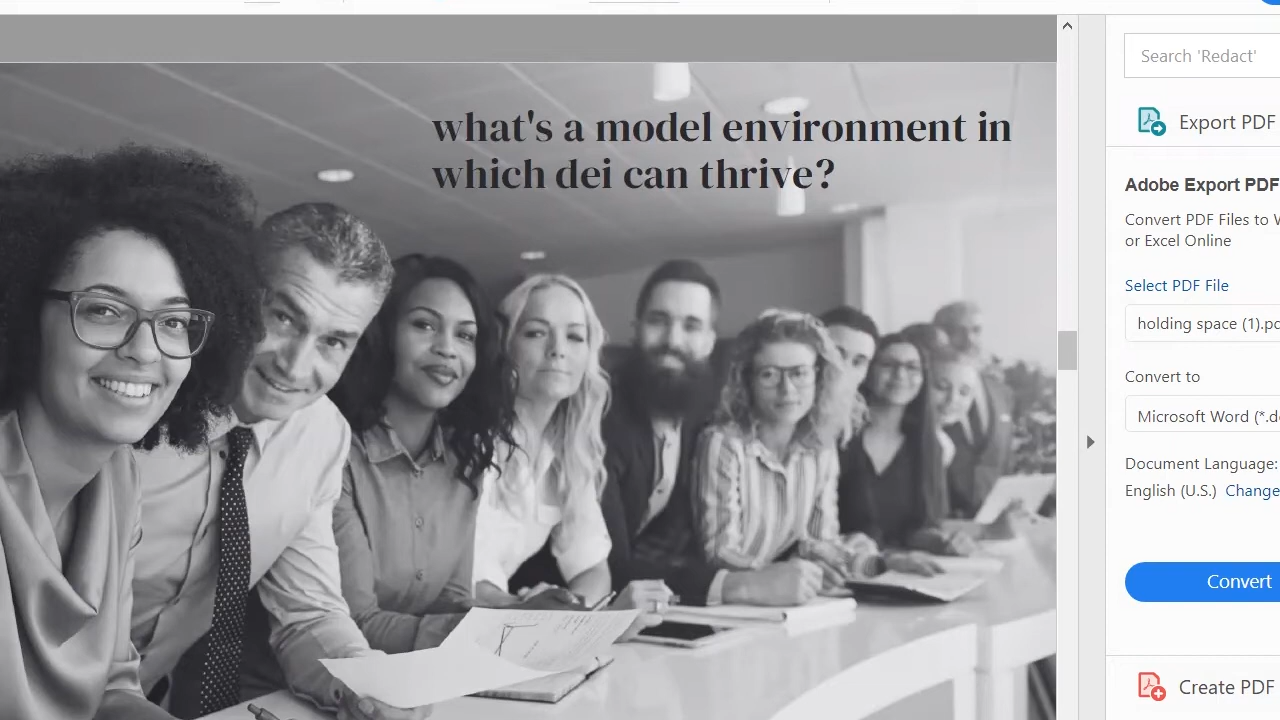 what's a model environment in
which dei can thrive?
Search 'Redact'
Export PDF
Adobe Export PDF
Convert PDF Files to
or Excel Online
Select PDF File
holding space (1).pd
Convert to
Microsoft Word (*.d
Document Language:
English (U.S.) Change
Convert
Create PDF